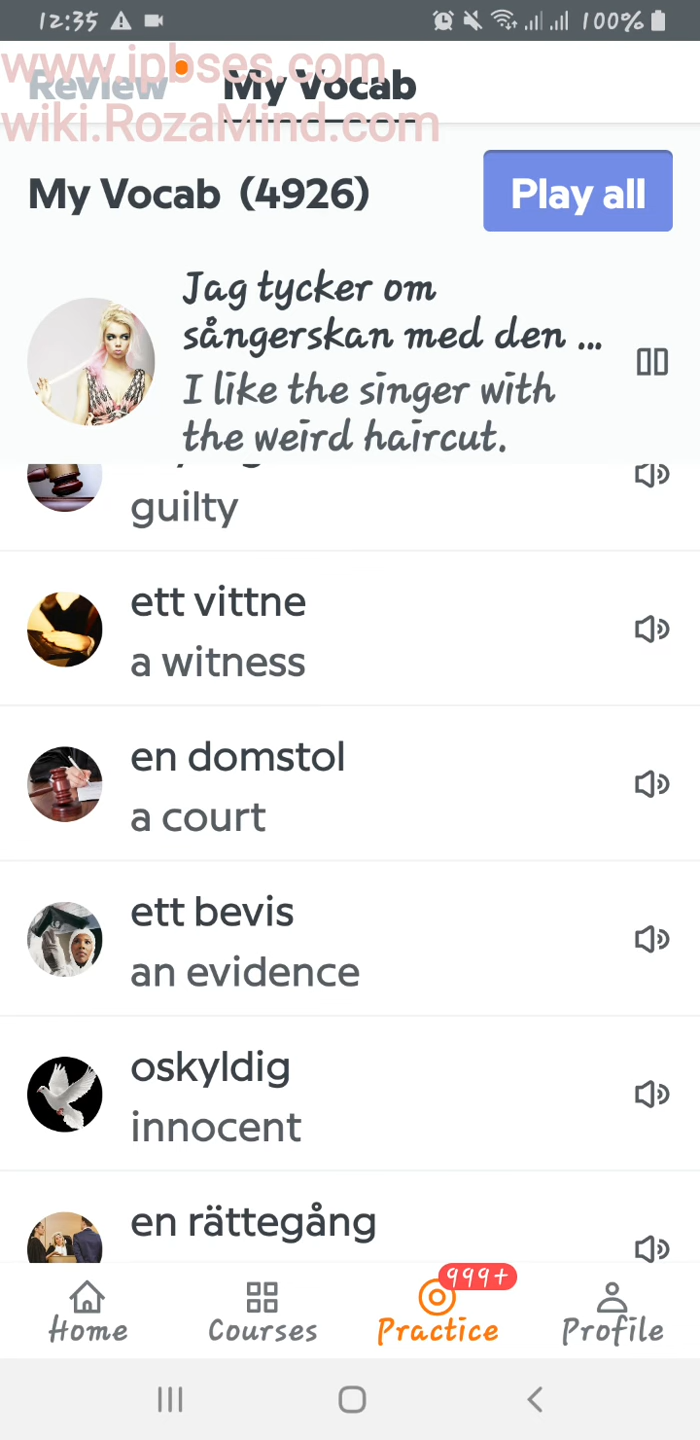 12:35
100%
www.ipbses.com
Review
My Vocab
wiki.RozaMind.com
My Vocab (4926)
Play all
Jag tycker om
sångerskan med den ...
I like the singer with
the weird haircut.
guilty
ett vittne
a witness
en domstol
a court
ett bevis
an evidence
oskyldig
innocent
en rättegång
999+
Home
Courses
Practice
Profile